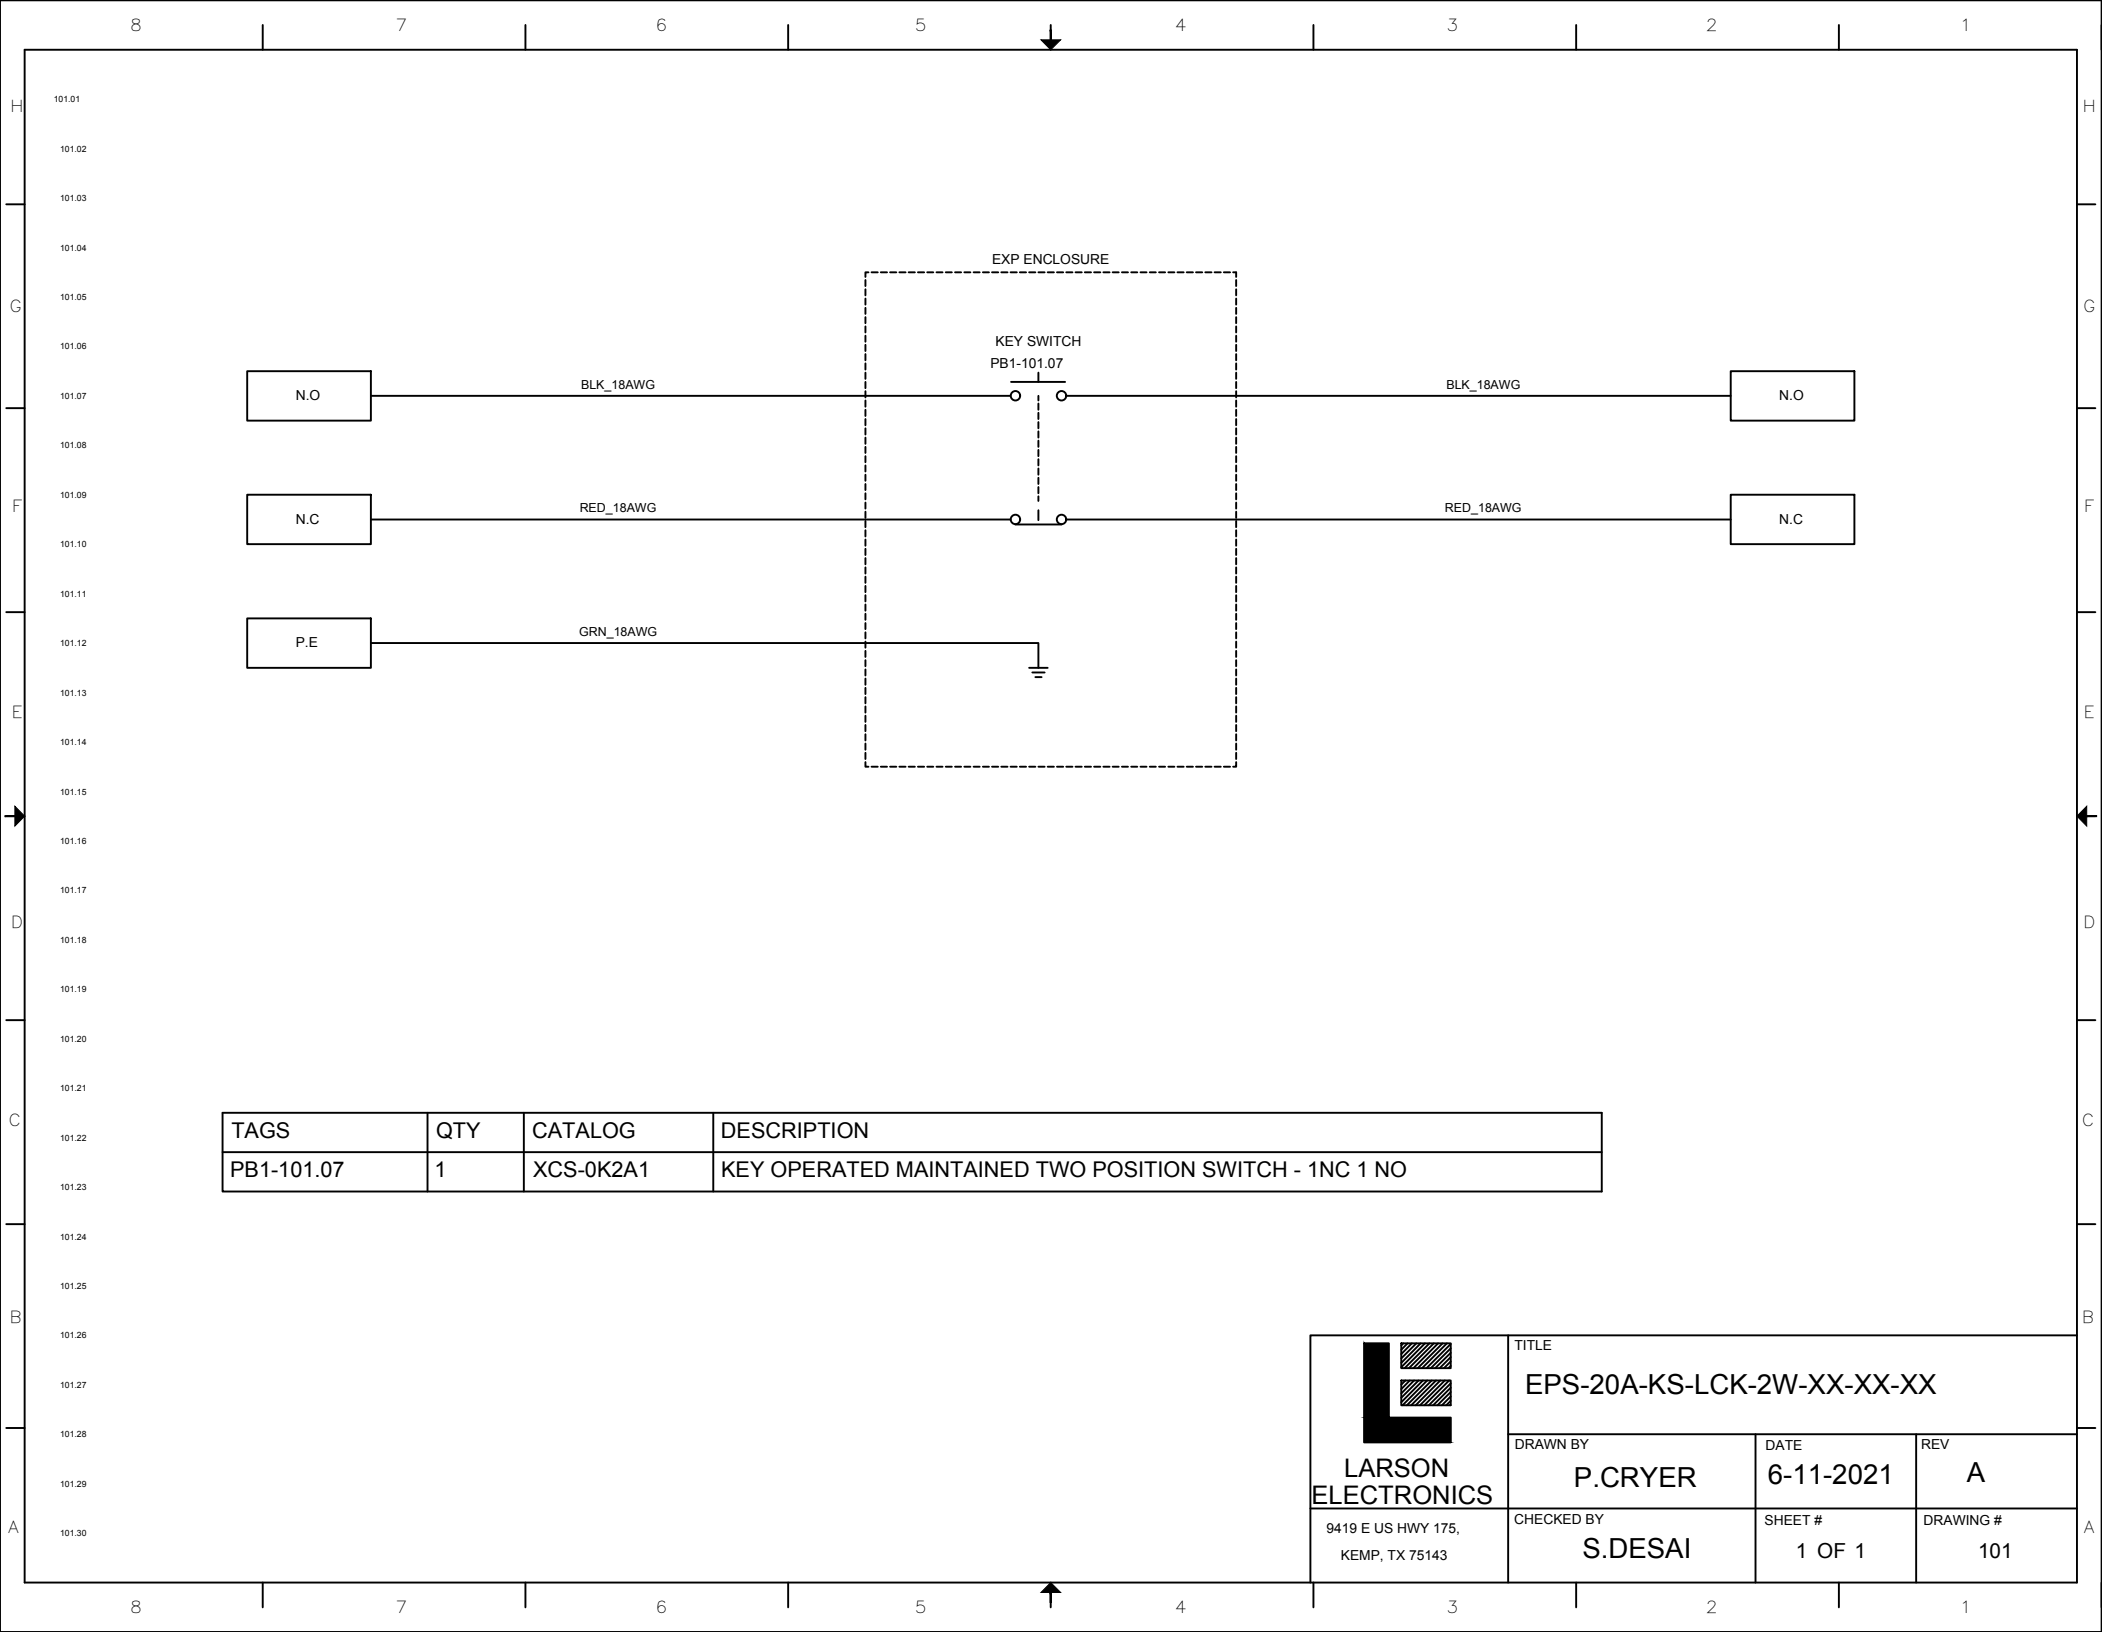 8 7 6 5 4 3 2 1
H H
101.01
101.02
101.03
101.04
EXP ENCLOSURE
G G
101.05
101.06
KEY SWITCH
PB1-101.07
101.07
N.O BLK_18AWG BLK_18AWG N.O
101.08
101.09
F F
N.C RED_18AWG RED_18AWG N.C
101.10
101.11
101.12
P.E GRN_18AWG
101.13
E E
101.14
101.15
101.16
101.17
D D
101.18
101.19
101.20
101.21
C C
TAGS QTY CATALOG DESCRIPTION
101.22
PB1-101.07 1 XCS-0K2A1 KEY OPERATED MAINTAINED TWO POSITION SWITCH - 1NC 1 NO
101.23
101.24
101.25
B B
101.26
101.27
101.28
101.29
101.30
A A
LARSON
ELECTRONICS
9419 E US HWY 175,
KEMP, TX 75143
TITLE
EPS-20A-KS-LCK-2W-XX-XX-XX
DRAWN BY
P.CRYER
DATE
6-11-2021
REV
A
CHECKED BY
S.DESAI
SHEET #
1 OF 1
DRAWING #
101
8 7 6 5 4 3 2 1